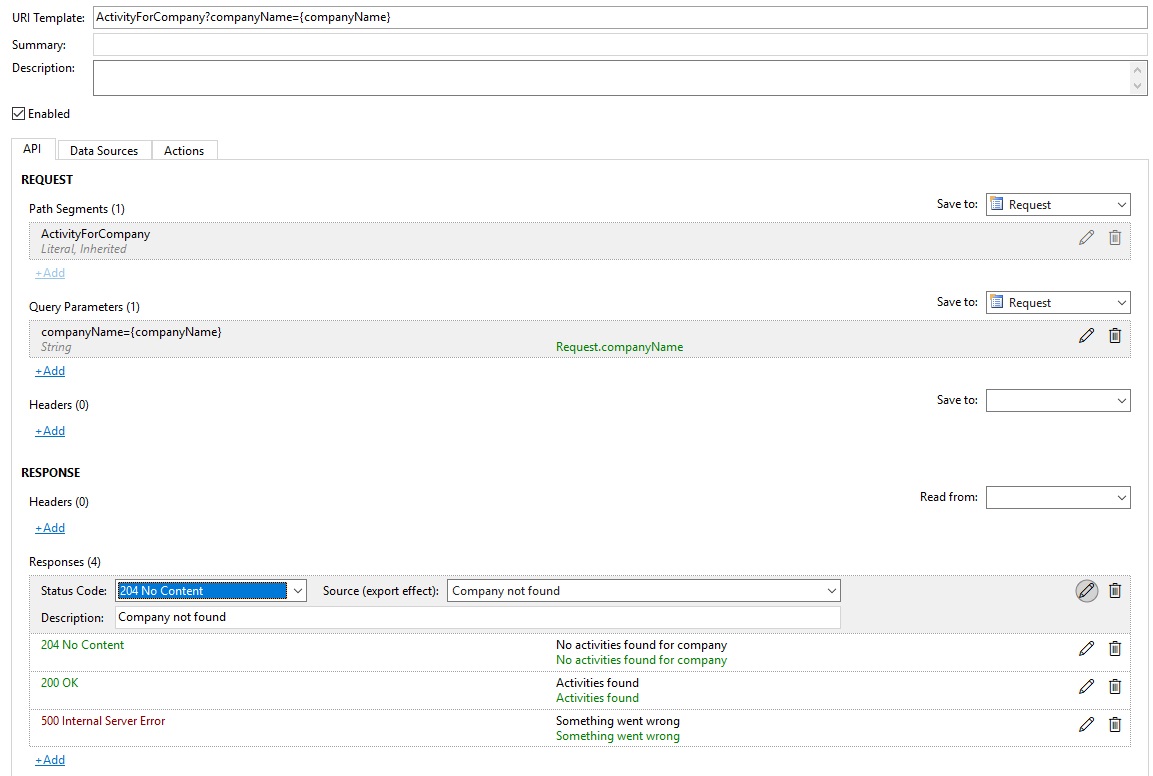 URI Template: ActivityForCompany?companyName={companyName}
Summary:
Description:
Enabled
API Data Sources Actions
REQUEST
Path Segments (1) Save to: Request
ActivityForCompany
Literal, Inherited
+Add
Query Parameters (1) Save to: Request
companyName={companyName}
String Request.companyName
+Add
Headers (0) Save to:
+Add
RESPONSE
Headers (0) Read from:
+Add
Responses (4)
Status Code: 204 No Content Source (export effect): Company not found
Description: Company not found
204 No Content No activities found for company
No activities found for company
200 OK Activities found
Activities found
500 Internal Server Error Something went wrong
Something went wrong
+Add